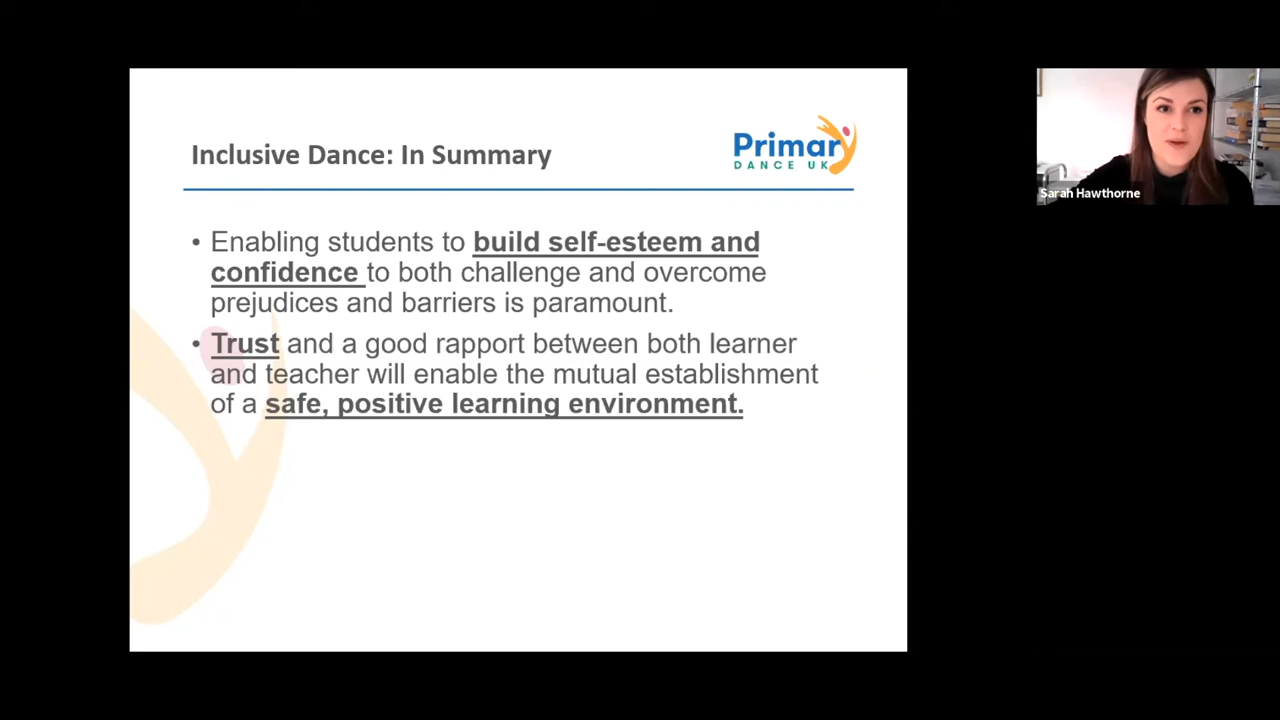 Inclusive Dance: In Summary
Primary
DANCE UK
• Enabling students to build self-esteem and
confidence to both challenge and overcome
prejudices and barriers is paramount.
• Trust and a good rapport between both learner
and teacher will enable the mutual establishment
of a safe, positive learning environment.
Sarah Hawthorne